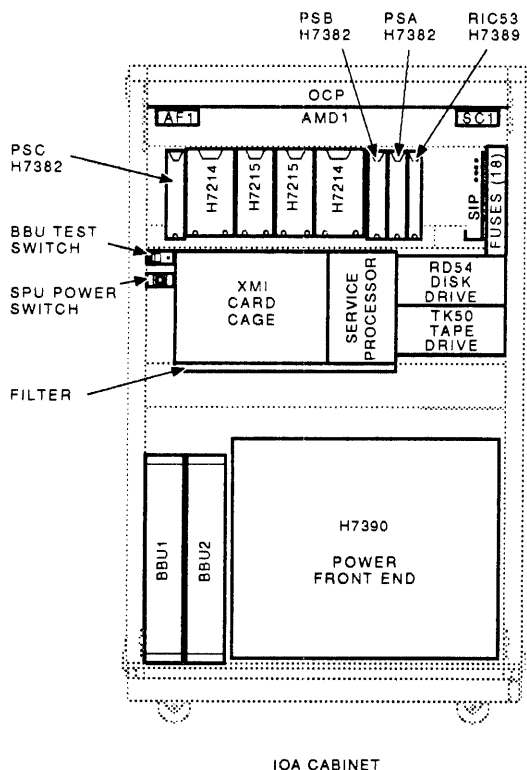 PSB PSA RIC53
H7382 H7382 H7389
OCP
AF1 AMD1 SC1
PSC
H7382
H7214
H7215
H7215
H7214
SIP
FUSES (18)
BBU TEST
SWITCH
SPU POWER
SWITCH
XMI
CARD
CAGE
SERVICE
PROCESSOR
RD54
DISK
DRIVE
TK50
TAPE
DRIVE
FILTER
BBU1
BBU2
H7390
POWER
FRONT END
IOA CABINET